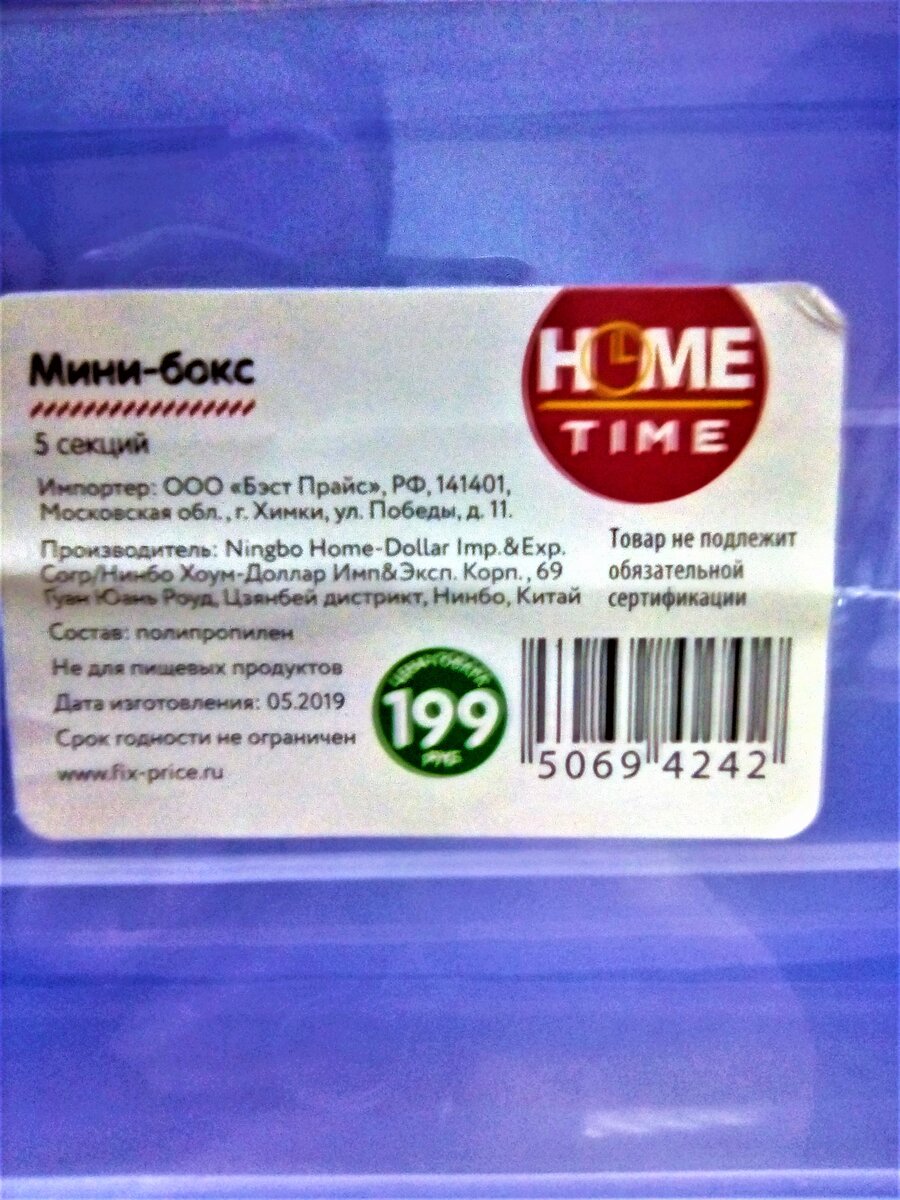 Мини-бокс
5 секций
HOME
TIME
Импортер: ООО «Бэст Прайс», РФ, 141401,
Московская обл., г. Химки, ул. Победы, д. 11.
Производитель: Ningbo Home-Dollar Imp.&Exp.
Corp/Нинбо Хоум-Доллар Имп&Эксп. Корп., 69
Гуан Юань Роуд, Цзянбей дистрикт, Нинбо, Китай
Состав: полипропилен
Не для пищевых продуктов
Дата изготовления: 05.2019
Срок годности не ограничен
www.fix-price.ru
Товар не подлежит
обязательной
сертификации
ЦЕНА ТОВАРА
199
РУБ
5069 4242